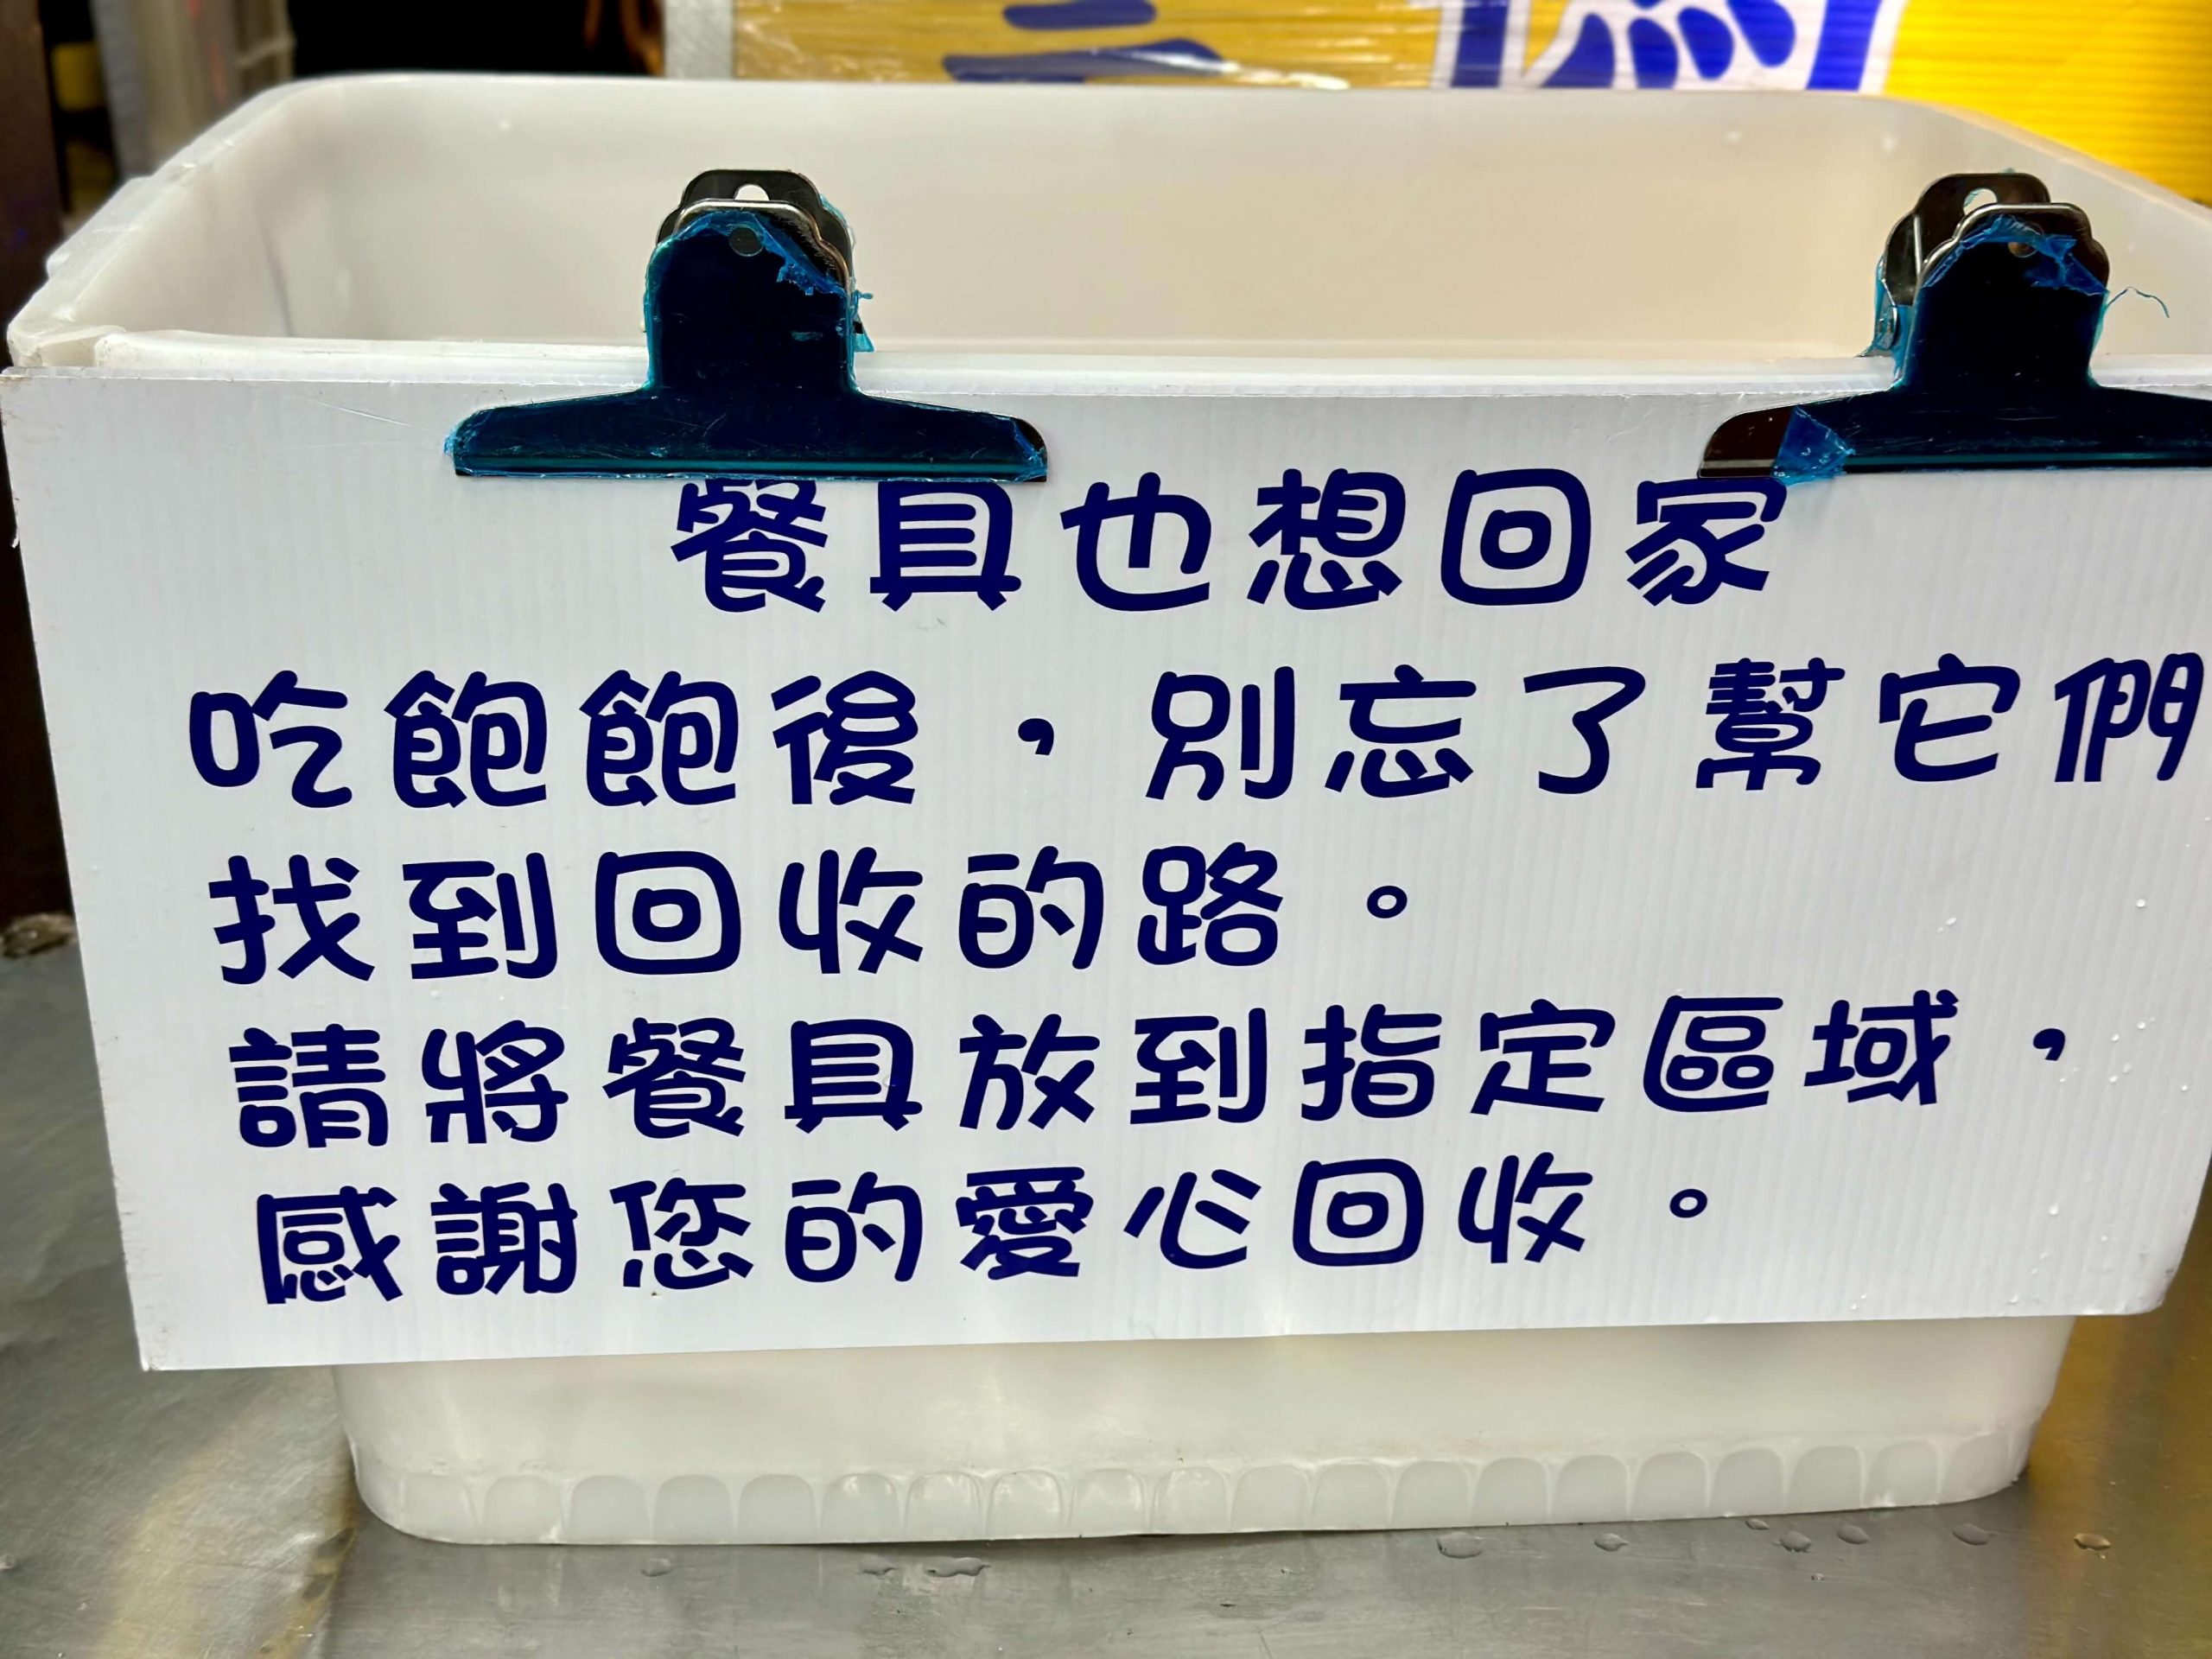 餐具也想回家
吃飽飽後，別忘了幫它們
找到回收的路。
請將餐具放到指定區域，
感謝您的愛心回收。